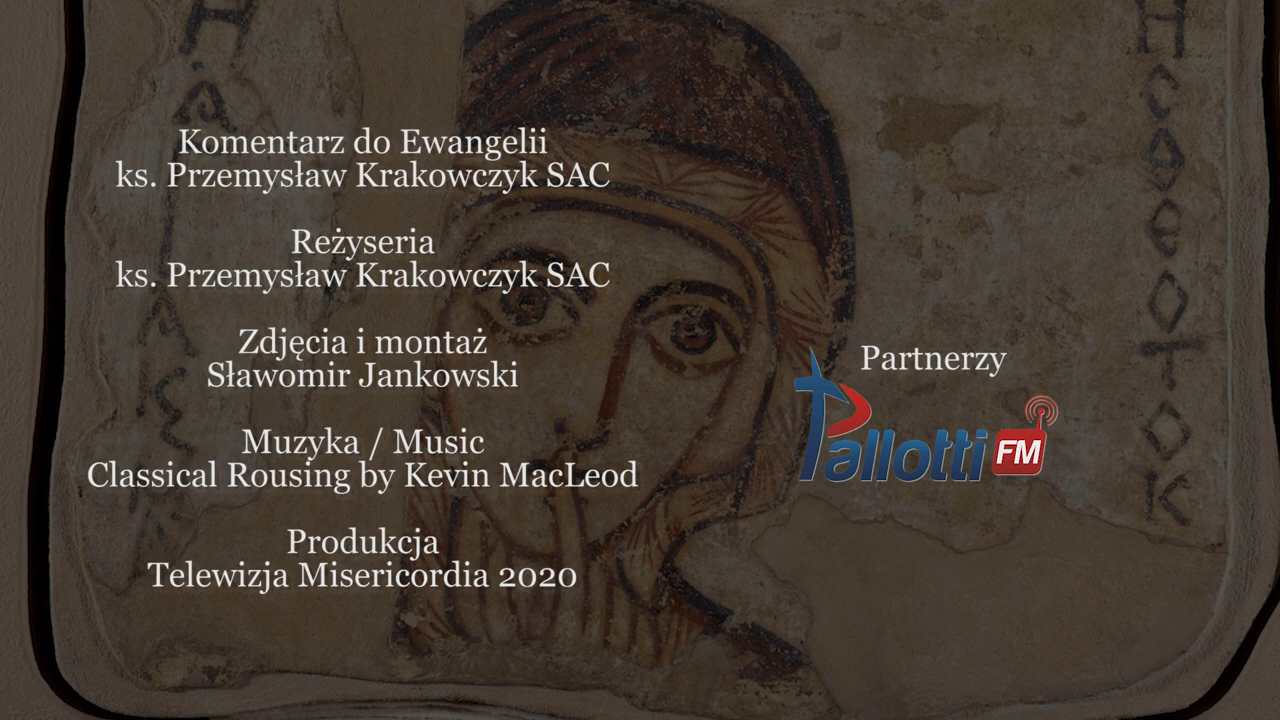 Komentarz do Ewangelii
ks. Przemysław Krakowczyk SAC
Reżyseria
ks. Przemysław Krakowczyk SAC
Zdjęcia i montaż
Sławomir Jankowski
Muzyka / Music
Classical Rousing by Kevin MacLeod
Produkcja
Telewizja Misericordia 2020
Partnerzy
Pallotti FM